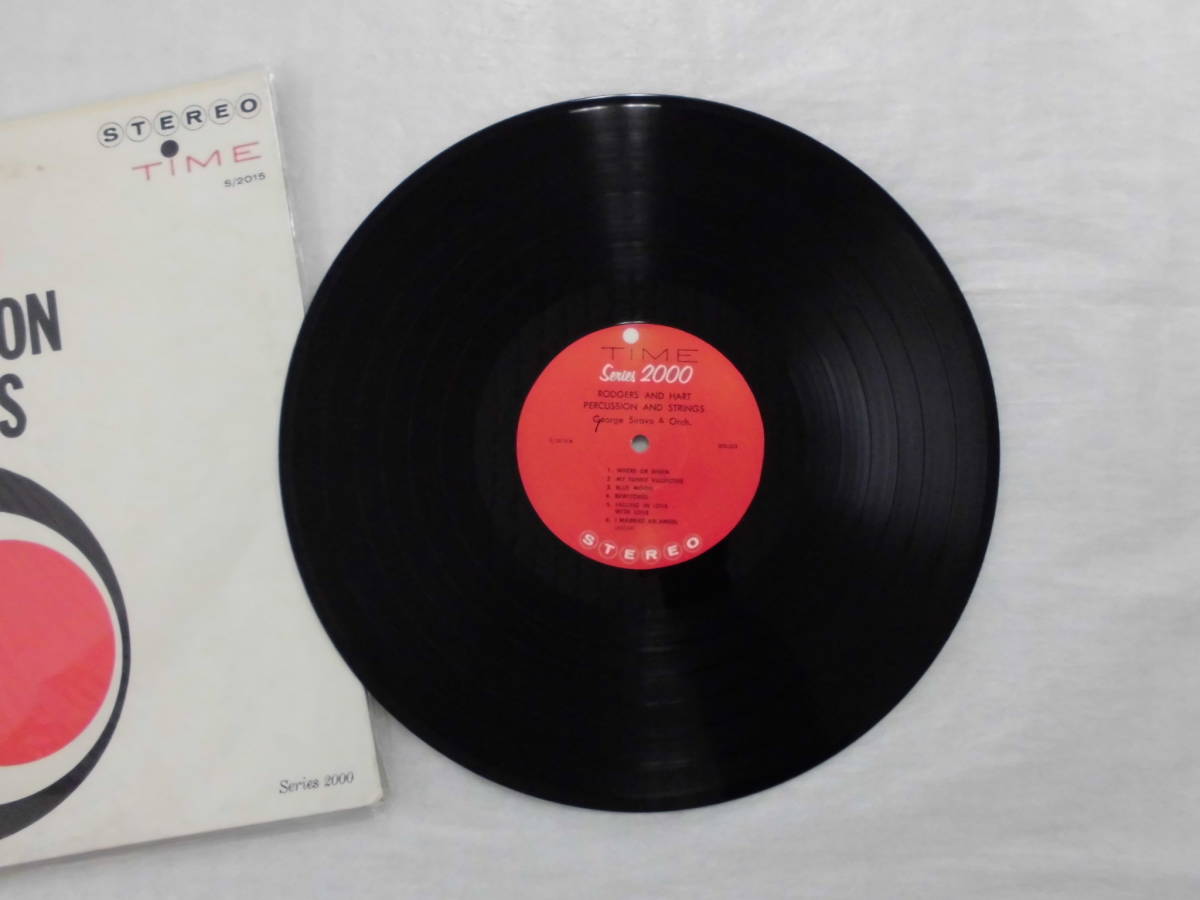 STEREO
TIME
S/2015
ON
S
Series 2000
TIME
Series 2000
RODGERS AND HART
PERCUSSION AND STRINGS
George Siravo & Orch.
1. WHERE OR WHEN
2. MY FUNNY VALENTINE
3. BLUE MOON
4. BEWITCHED
5. FALLING IN LOVE
WITH LOVE
6. I MARRIED AN ANGEL
STEREO